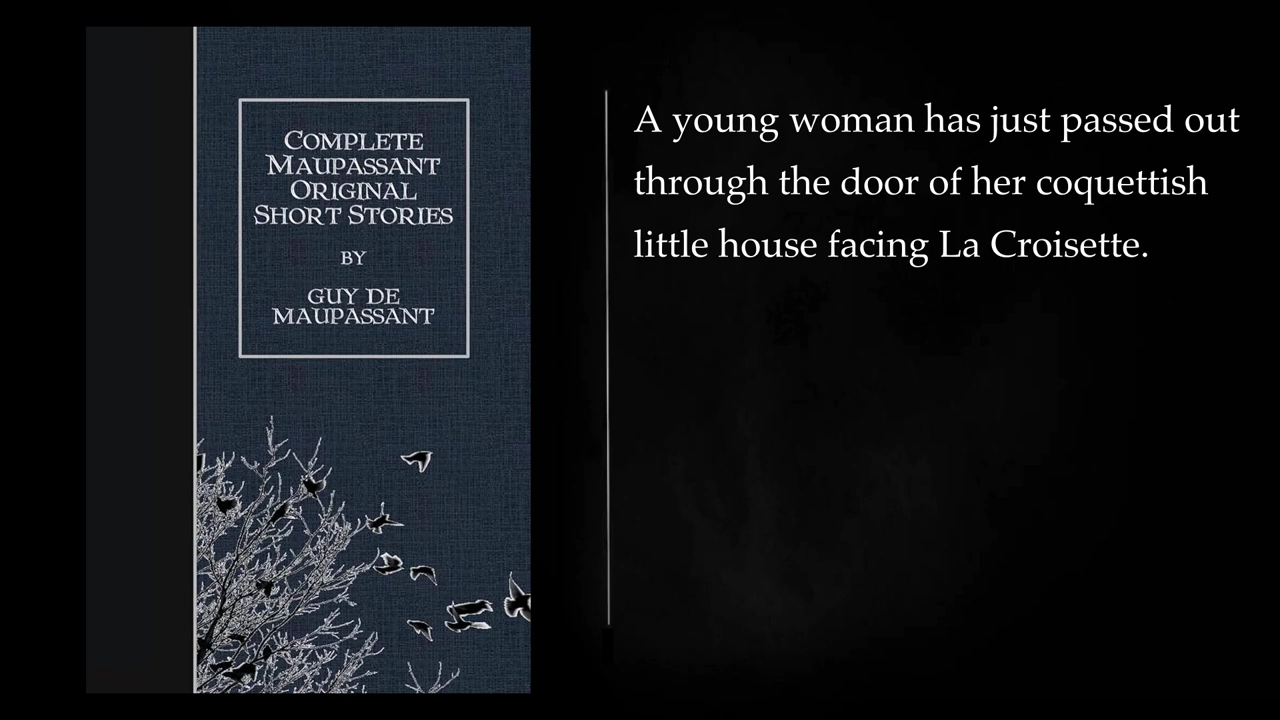 COMPLETE
MAUPASSANT
ORIGINAL
SHORT STORIES
BY
GUY DE
MAUPASSANT
A young woman has just passed out
through the door of her coquettish
little house facing La Croisette.